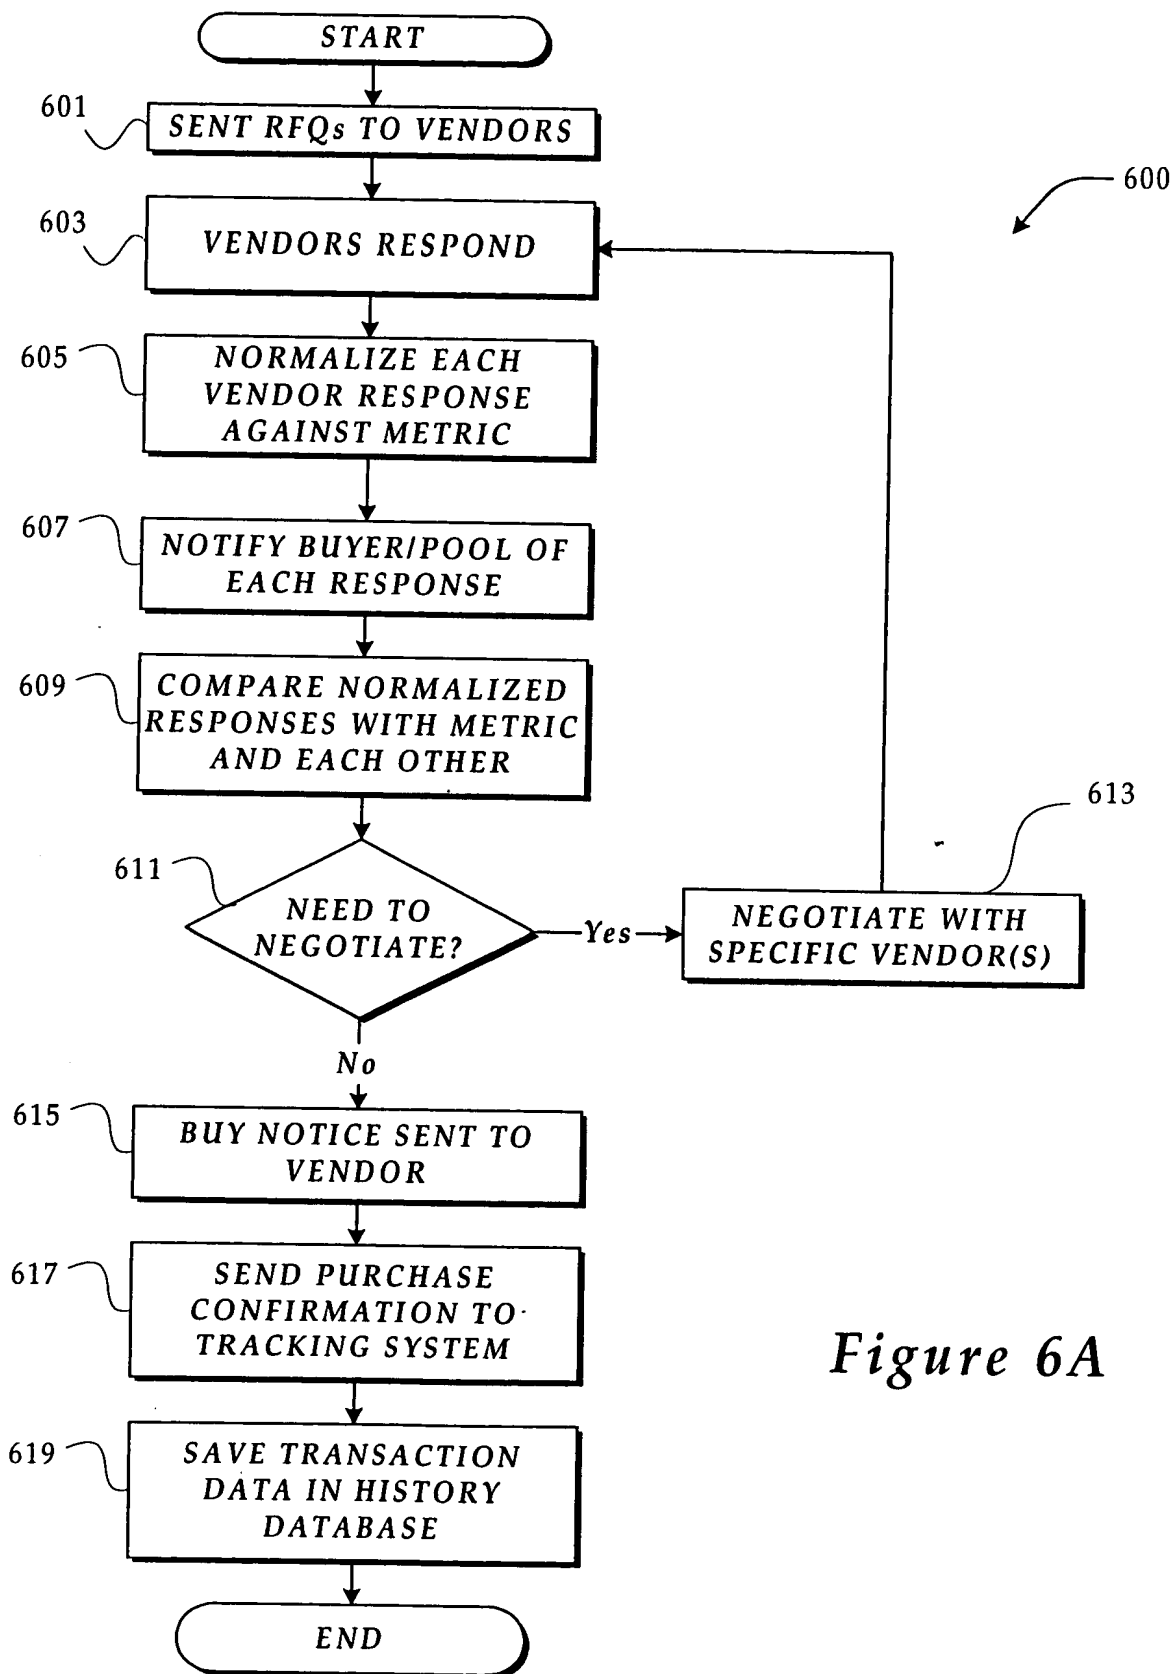 START
601
SENT RFQs TO VENDORS
600
603
VENDORS RESPOND
605
NORMALIZE EACH
VENDOR RESPONSE
AGAINST METRIC
607
NOTIFY BUYER/POOL OF
EACH RESPONSE
609
COMPARE NORMALIZED
RESPONSES WITH METRIC
AND EACH OTHER
611
NEED TO
NEGOTIATE?
Yes
613
NEGOTIATE WITH
SPECIFIC VENDOR(S)
No
615
BUY NOTICE SENT TO
VENDOR
617
SEND PURCHASE
CONFIRMATION TO
TRACKING SYSTEM
Figure 6A
619
SAVE TRANSACTION
DATA IN HISTORY
DATABASE
END